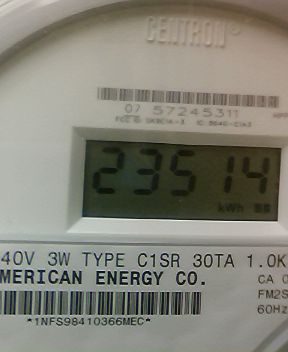 CENTRON®
07 57245311
23514
kWh
40V 3W TYPE C1SR 30TA 1.0K
MERICAN ENERGY CO.
CA 0
FM2S
60Hz
*1NFS98410366MEC*